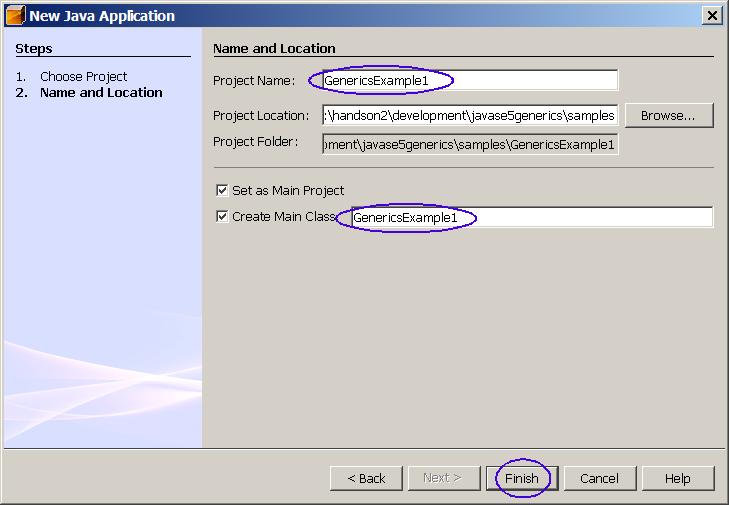 New Java Application
Steps
1. Choose Project
2. Name and Location
Name and Location
Project Name: GenericsExample1
Project Location: :\handson2\development\javase5generics\samples Browse...
Project Folder: pment\javase5generics\samples\GenericsExample1
Set as Main Project
Create Main Class GenericsExample1
< Back Next > Finish Cancel Help